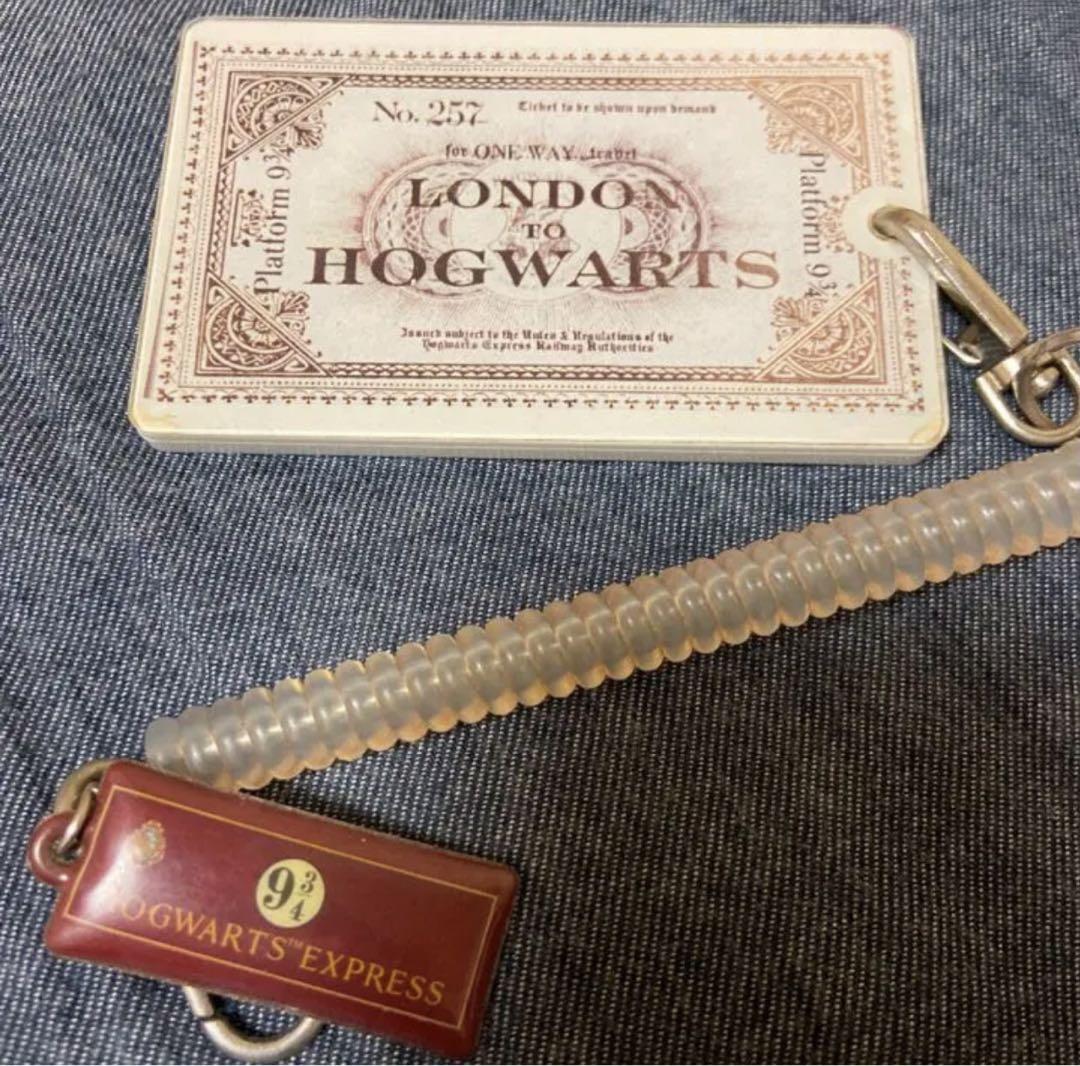 No. 257
Ticket to be shown upon demand
for ONE WAY travel
LONDON
TO
HOGWARTS
Platform 9¾
Platform 9¾
Issued subject to the Rules & Regulations of the
Hogwarts Express Railway Authorities
9¾
HOGWARTS™ EXPRESS